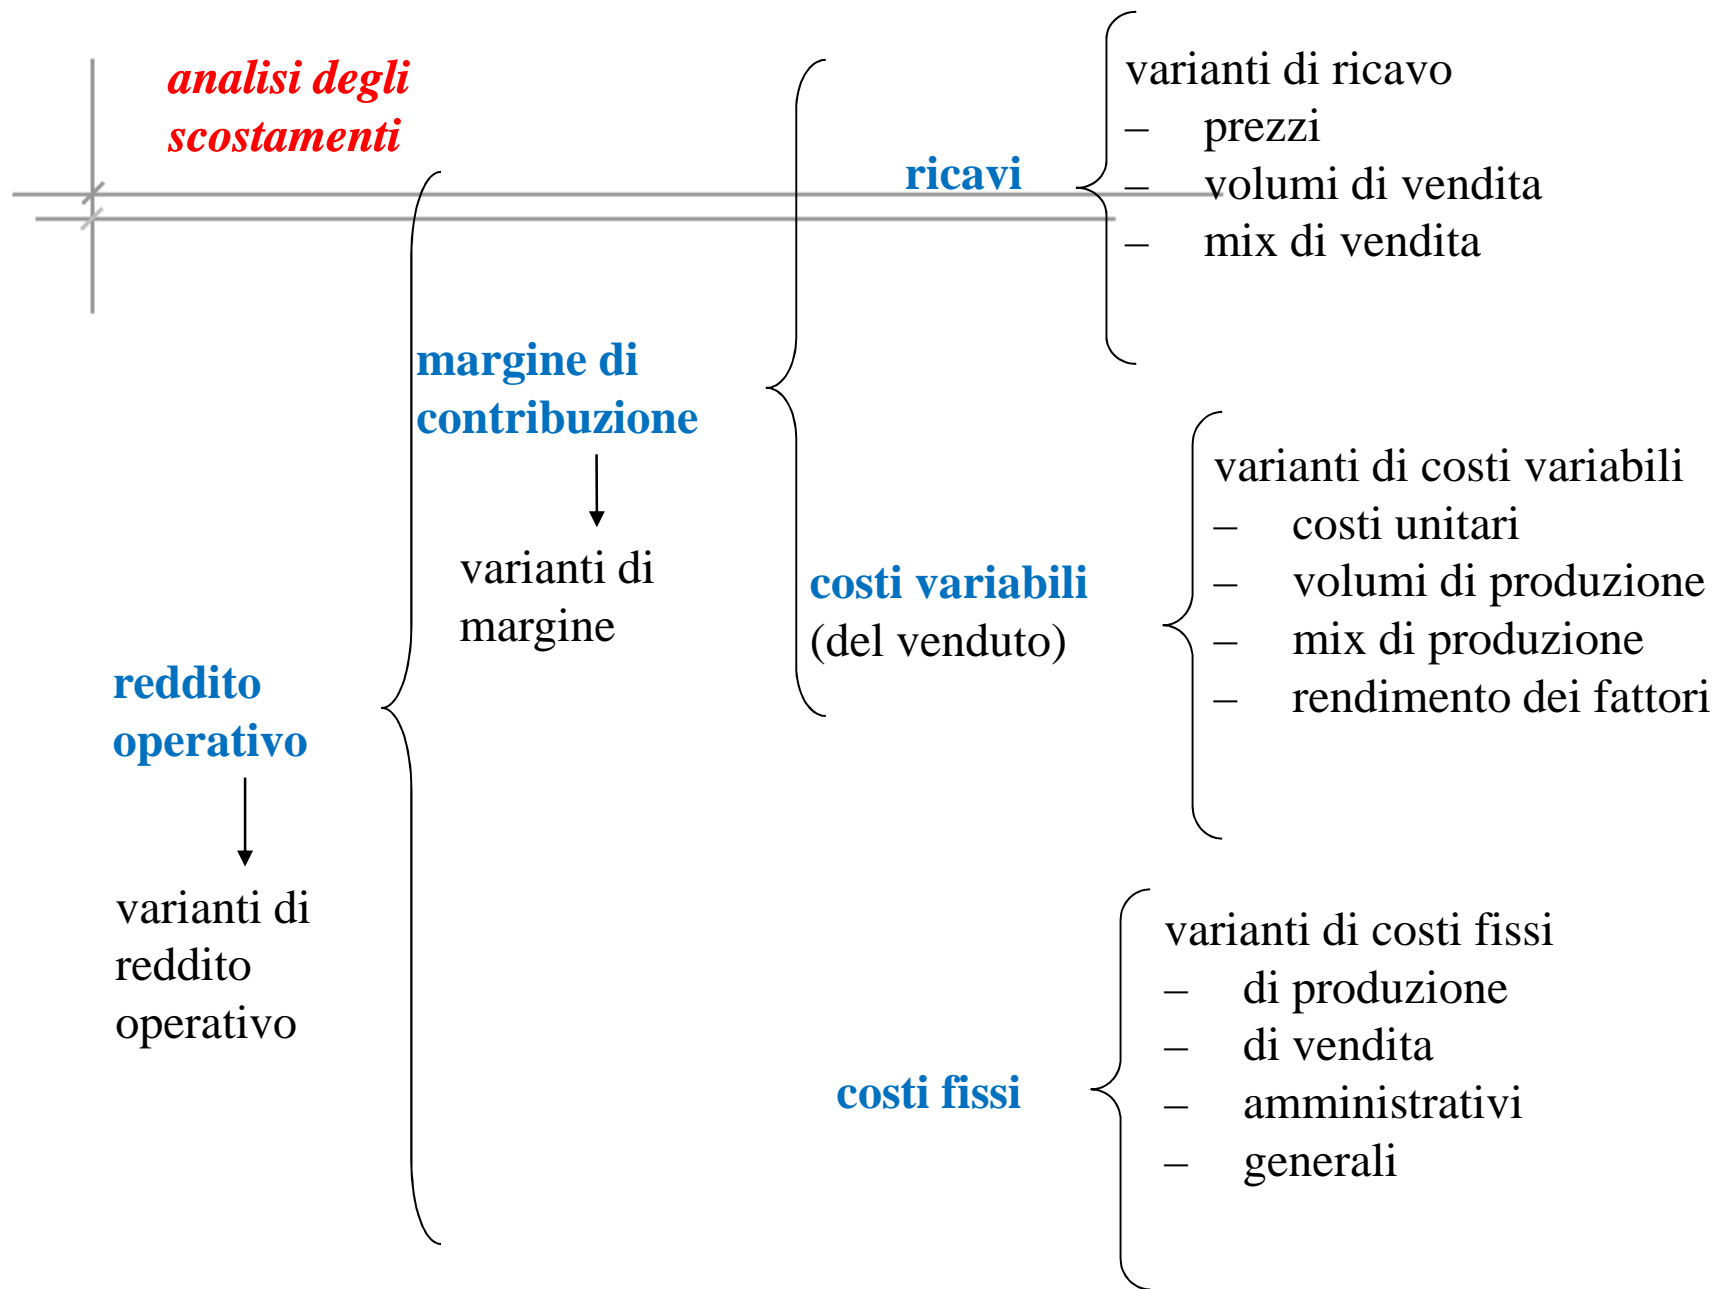 analisi degli
scostamenti
reddito
operativo
varianti di
reddito
operativo
margine di
contribuzione
varianti di
margine
ricavi
varianti di ricavo
– prezzi
– volumi di vendita
– mix di vendita
costi variabili
(del venduto)
varianti di costi variabili
– costi unitari
– volumi di produzione
– mix di produzione
– rendimento dei fattori
costi fissi
varianti di costi fissi
– di produzione
– di vendita
– amministrativi
– generali